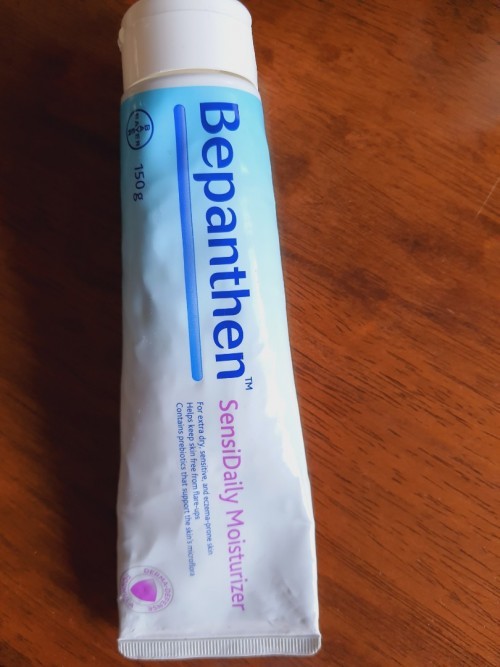 Bepanthen™
SensiDaily Moisturizer
For extra dry, sensitive, and eczema-prone skin
Helps keep skin free from flare-ups
Contains prebiotics that support the skin's microflora
BAYER
150 g